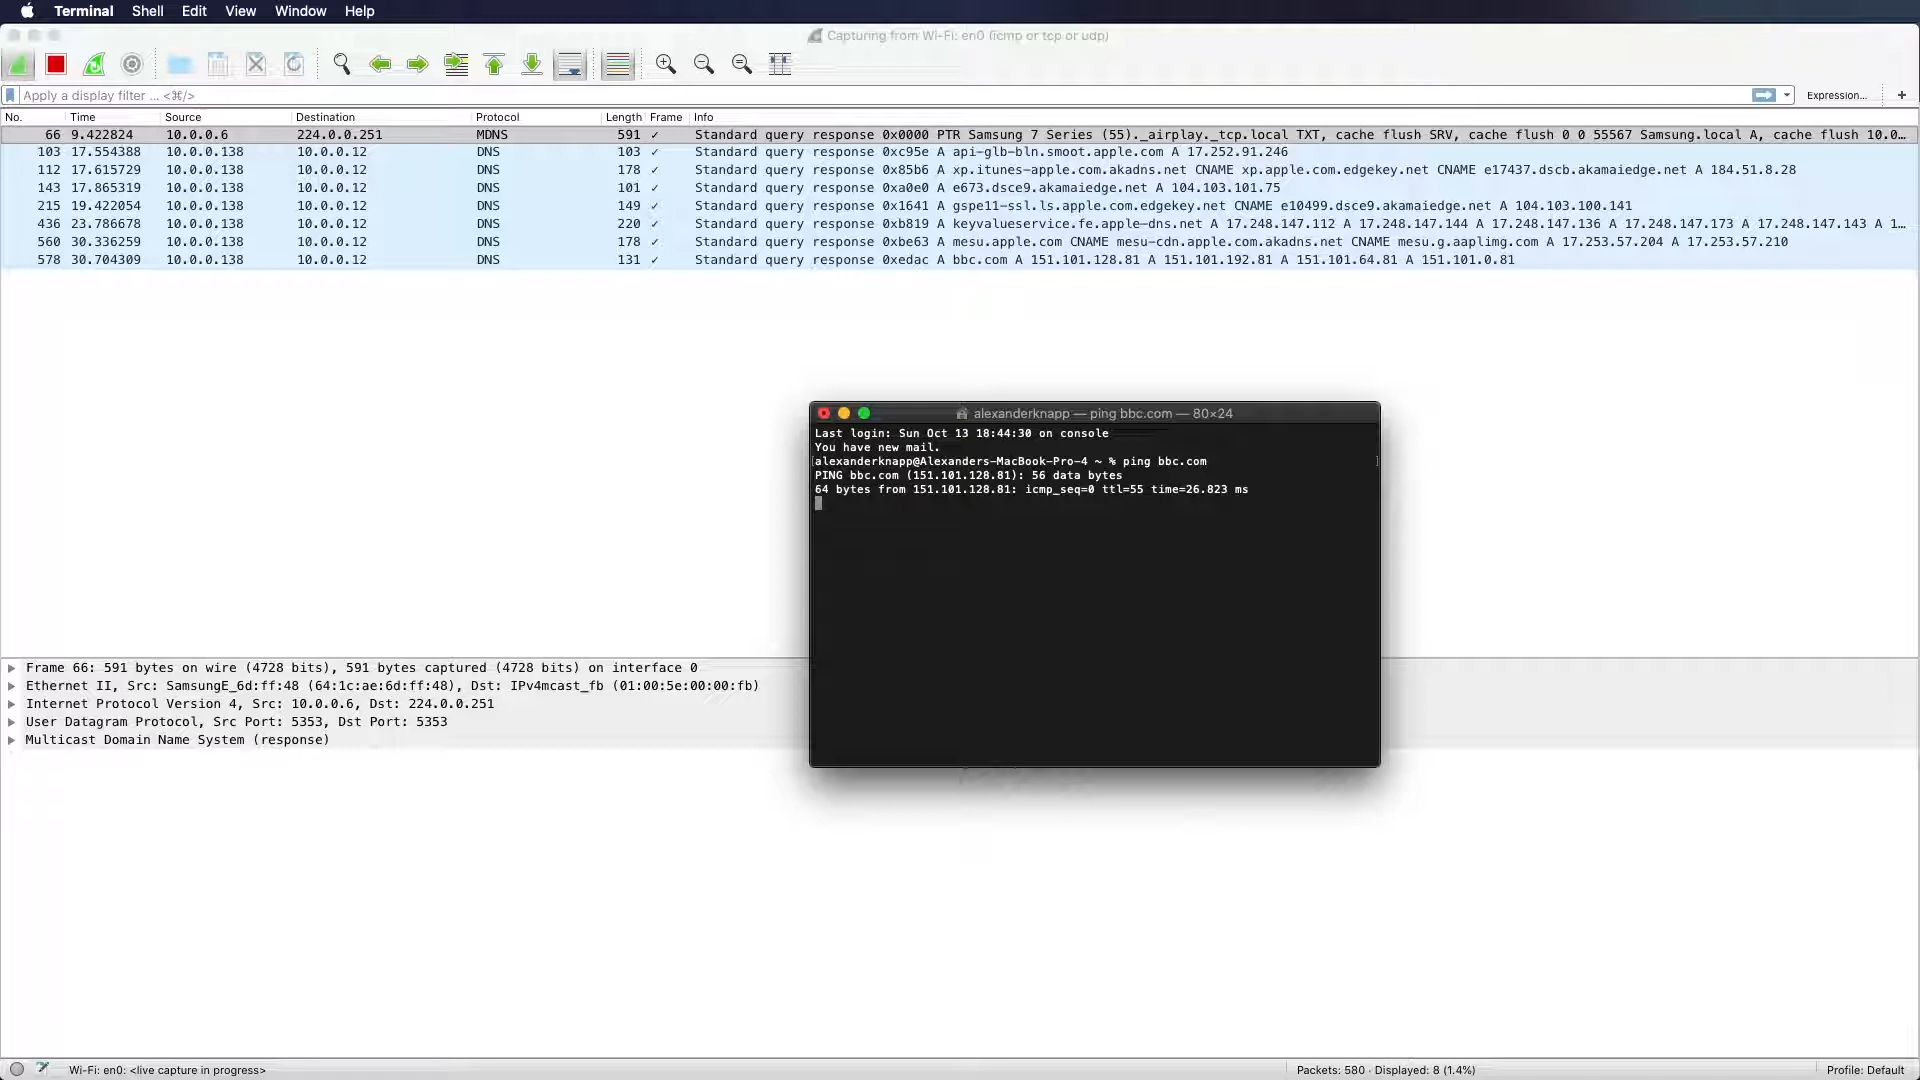 Terminal Shell Edit View Window Help
Capturing from Wi-Fi: en0 (icmp or tcp or udp)
Apply a display filter ... <⌘/>
Expression... +
No. Time Source Destination Protocol Length Frame Info
66 9.422824 10.0.0.6 224.0.0.251 MDNS 591 ✓ Standard query response 0x0000 PTR Samsung 7 Series (55)._airplay._tcp.local TXT, cache flush SRV, cache flush 0 0 55567 Samsung.local A, cache flush 10.0...
103 17.554388 10.0.0.138 10.0.0.12 DNS 103 ✓ Standard query response 0xc95e A api-glb-bln.smoot.apple.com A 17.252.91.246
112 17.615729 10.0.0.138 10.0.0.12 DNS 178 ✓ Standard query response 0x85b6 A xp.itunes-apple.com.akadns.net CNAME xp.apple.com.edgekey.net CNAME e17437.dscb.akamaiedge.net A 184.51.8.28
143 17.865319 10.0.0.138 10.0.0.12 DNS 101 ✓ Standard query response 0xa0e0 A e673.dsce9.akamaiedge.net A 104.103.101.75
215 19.422054 10.0.0.138 10.0.0.12 DNS 149 ✓ Standard query response 0x1641 A gspe11-ssl.ls.apple.com.edgekey.net CNAME e10499.dsce9.akamaiedge.net A 104.103.100.141
436 23.786678 10.0.0.138 10.0.0.12 DNS 220 ✓ Standard query response 0xb819 A keyvalueservice.fe.apple-dns.net A 17.248.147.112 A 17.248.147.144 A 17.248.147.136 A 17.248.147.173 A 17.248.147.143 A 1...
560 30.336259 10.0.0.138 10.0.0.12 DNS 178 ✓ Standard query response 0xbe63 A mesu.apple.com CNAME mesu-cdn.apple.com.akadns.net CNAME mesu.g.aaplimg.com A 17.253.57.204 A 17.253.57.210
578 30.704309 10.0.0.138 10.0.0.12 DNS 131 ✓ Standard query response 0xedac A bbc.com A 151.101.128.81 A 151.101.192.81 A 151.101.64.81 A 151.101.0.81
alexanderknapp — ping bbc.com — 80×24
Last login: Sun Oct 13 18:44:30 on console
You have new mail.
[alexanderknapp@Alexanders-MacBook-Pro-4 ~ % ping bbc.com ]
PING bbc.com (151.101.128.81): 56 data bytes
64 bytes from 151.101.128.81: icmp_seq=0 ttl=55 time=26.823 ms
Frame 66: 591 bytes on wire (4728 bits), 591 bytes captured (4728 bits) on interface 0
Ethernet II, Src: SamsungE_6d:ff:48 (64:1c:ae:6d:ff:48), Dst: IPv4mcast_fb (01:00:5e:00:00:fb)
Internet Protocol Version 4, Src: 10.0.0.6, Dst: 224.0.0.251
User Datagram Protocol, Src Port: 5353, Dst Port: 5353
Multicast Domain Name System (response)
Wi-Fi: en0: <live capture in progress>
Packets: 580 · Displayed: 8 (1.4%)
Profile: Default